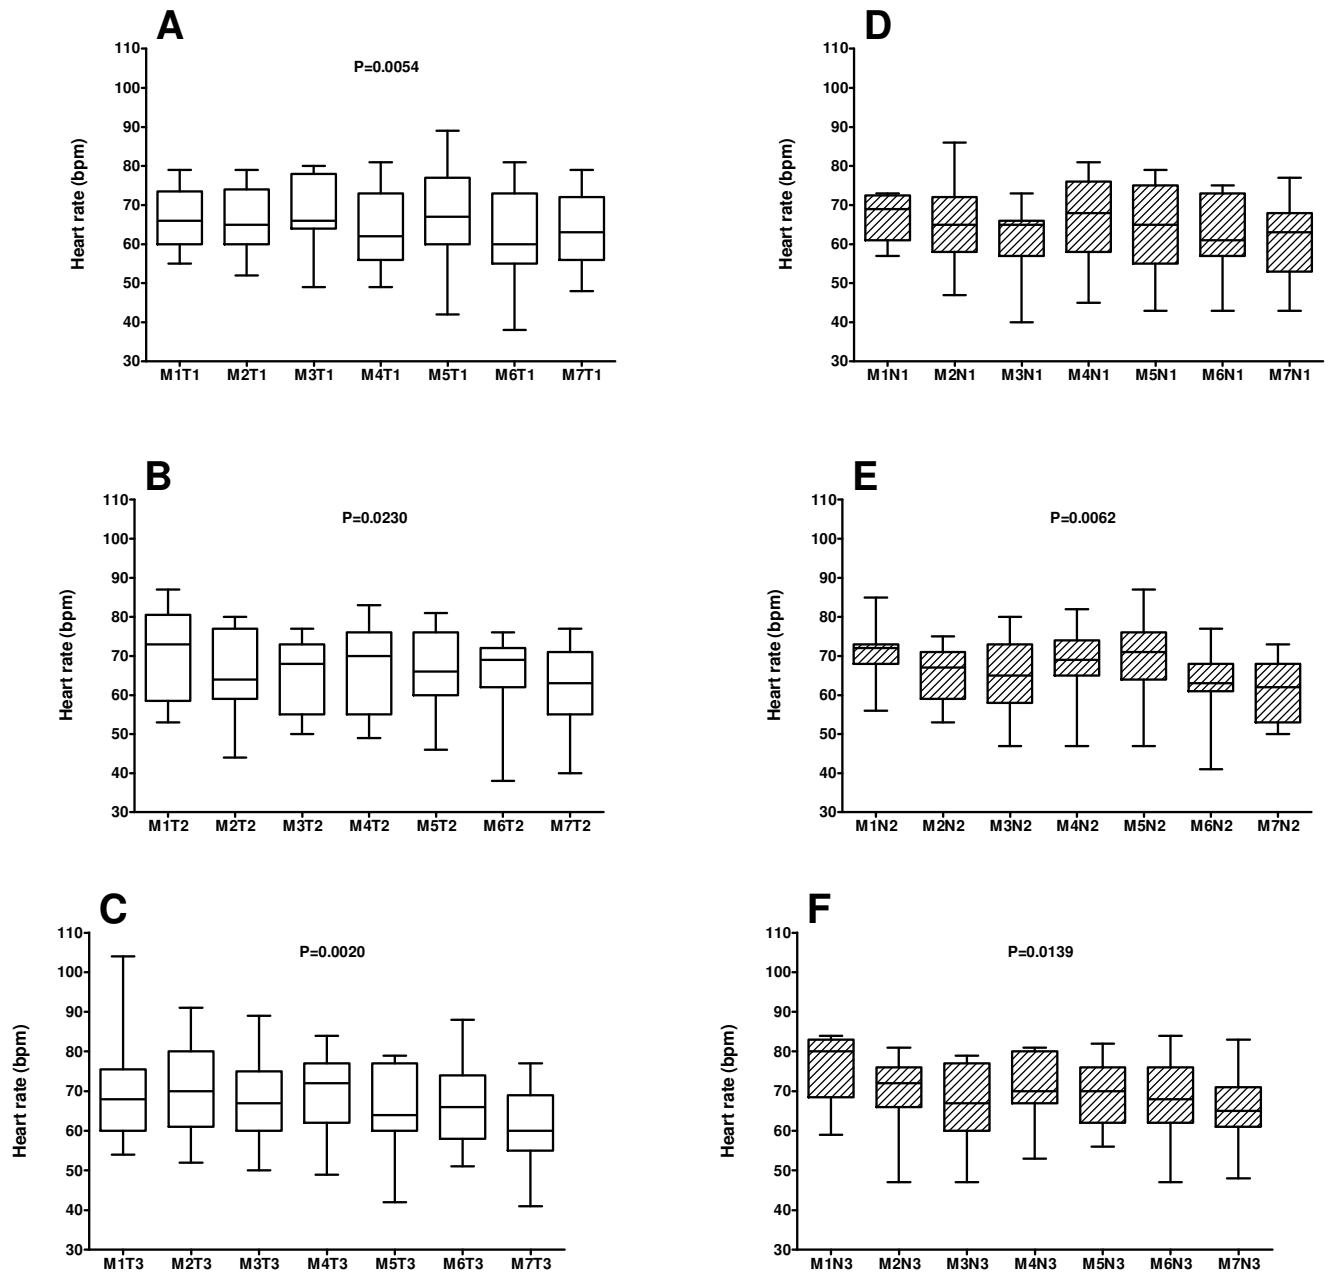 A
P=0.0054
Heart rate (bpm)
110
100
90
80
70
60
50
40
30
M1T1 M2T1 M3T1 M4T1 M5T1 M6T1 M7T1
D
Heart rate (bpm)
110
100
90
80
70
60
50
40
30
M1N1 M2N1 M3N1 M4N1 M5N1 M6N1 M7N1
B
P=0.0230
Heart rate (bpm)
110
100
90
80
70
60
50
40
30
M1T2 M2T2 M3T2 M4T2 M5T2 M6T2 M7T2
E
P=0.0062
Heart rate (bpm)
110
100
90
80
70
60
50
40
30
M1N2 M2N2 M3N2 M4N2 M5N2 M6N2 M7N2
C
P=0.0020
Heart rate (bpm)
110
100
90
80
70
60
50
40
30
M1T3 M2T3 M3T3 M4T3 M5T3 M6T3 M7T3
F
P=0.0139
Heart rate (bpm)
110
100
90
80
70
60
50
40
30
M1N3 M2N3 M3N3 M4N3 M5N3 M6N3 M7N3